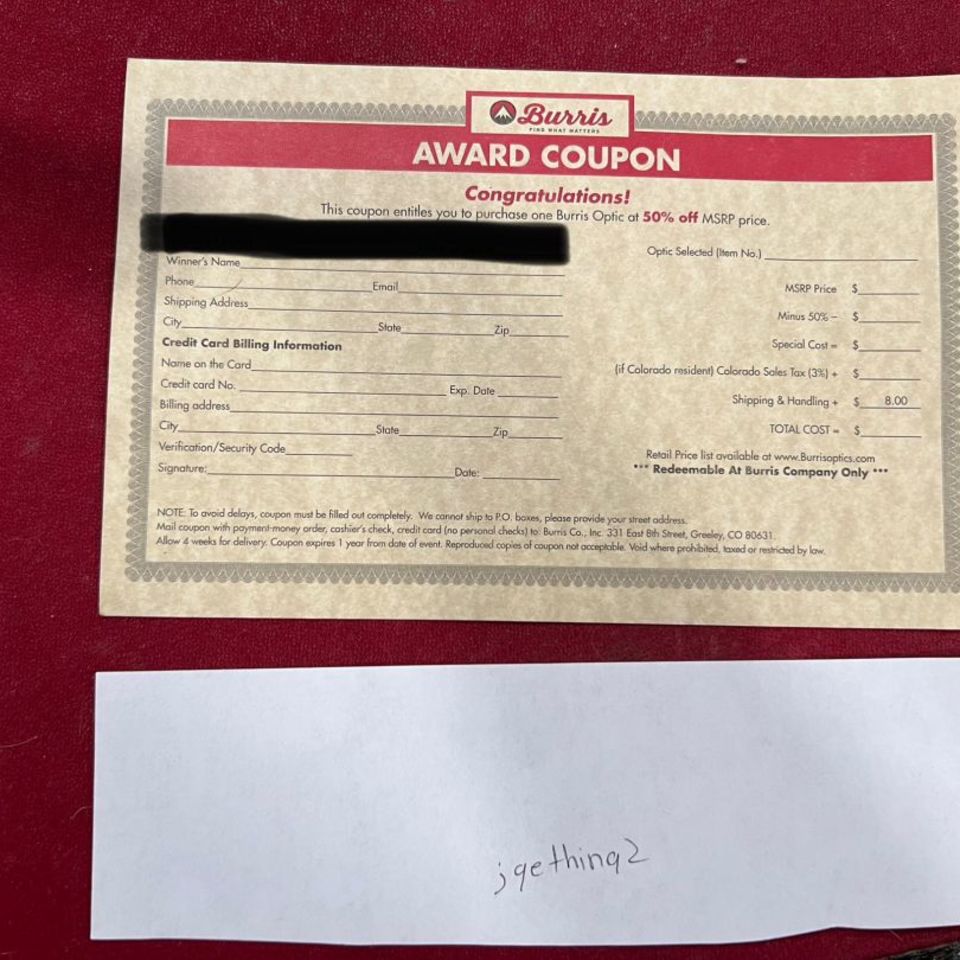 Burris
FIND WHAT MATTERS
AWARD COUPON
Congratulations!
This coupon entitles you to purchase one Burris Optic at 50% off MSRP price.
Winner's Name
Phone Email
Shipping Address
City State Zip
Credit Card Billing Information
Name on the Card
Credit card No. Exp. Date
Billing address
City State Zip
Verification/Security Code
Signature: Date:
Optic Selected (Item No.)
MSRP Price $
Minus 50% – $
Special Cost = $
(if Colorado resident) Colorado Sales Tax (3%) + $
Shipping & Handling + $ 8.00
TOTAL COST = $
Retail Price list available at www.Burrisoptics.com
*** Redeemable At Burris Company Only ***
NOTE: To avoid delays, coupon must be filled out completely. We cannot ship to P.O. boxes, please provide your street address.
Mail coupon with payment-money order, cashier's check, credit card (no personal checks) to: Burris Co., Inc. 331 East 8th Street, Greeley, CO 80631.
Allow 4 weeks for delivery. Coupon expires 1 year from date of event. Reproduced copies of coupon not acceptable. Void where prohibited, taxed or restricted by law.
jgething2